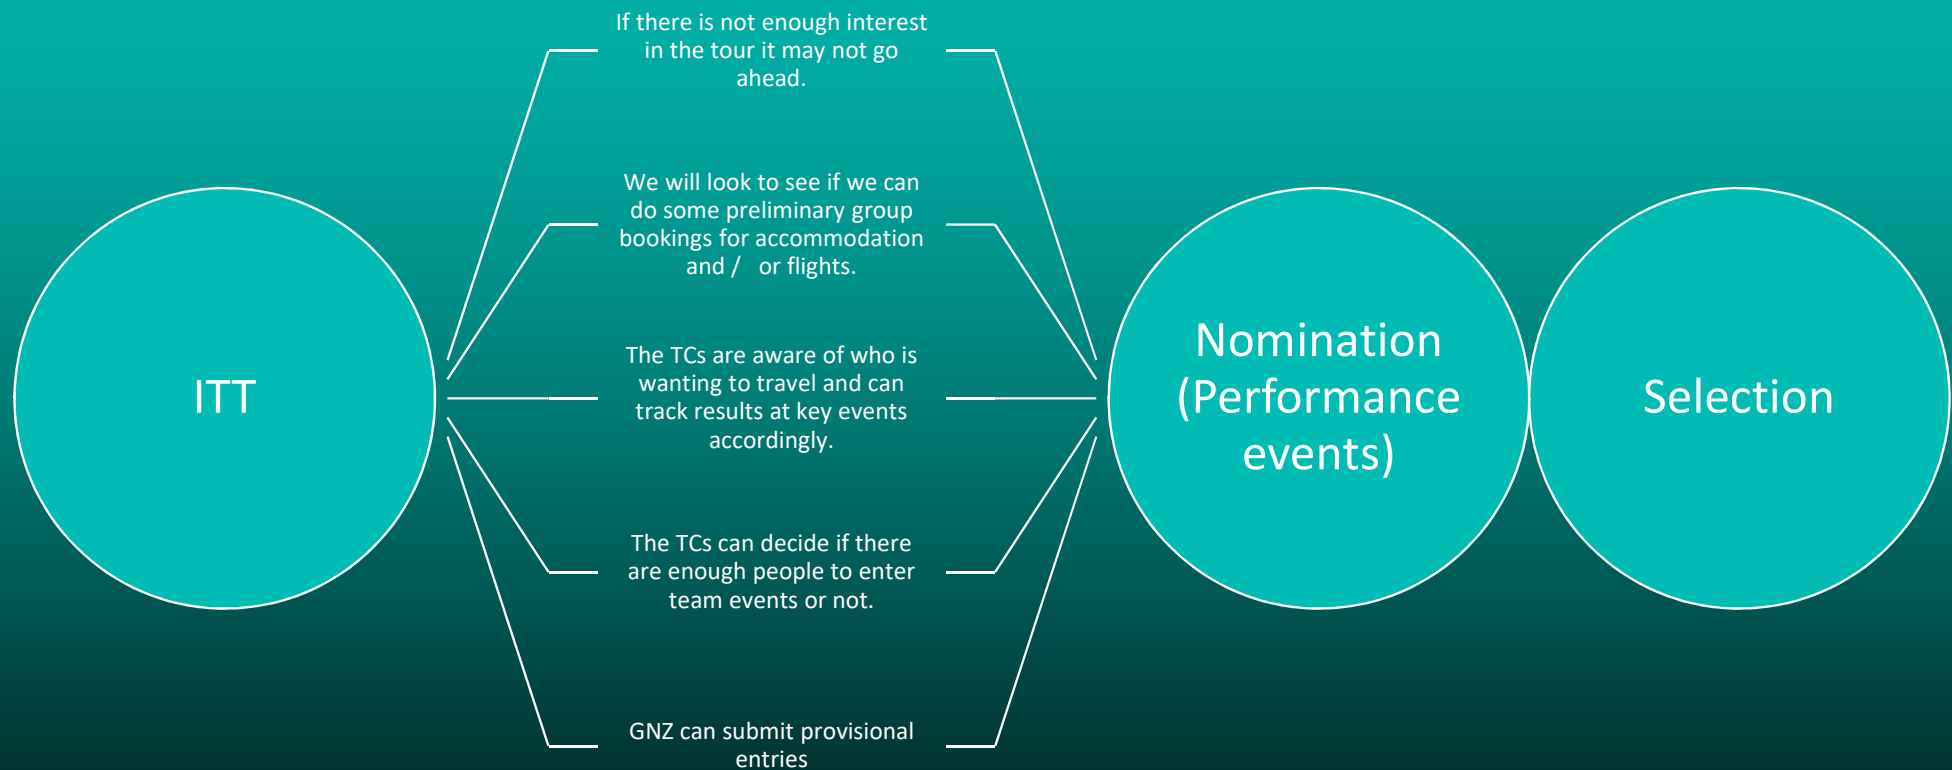 ITT
If there is not enough interest
in the tour it may not go
ahead.
We will look to see if we can
do some preliminary group
bookings for accommodation
and / or flights.
The TCs are aware of who is
wanting to travel and can
track results at key events
accordingly.
The TCs can decide if there
are enough people to enter
team events or not.
GNZ can submit provisional
entries
Nomination
(Performance
events)
Selection